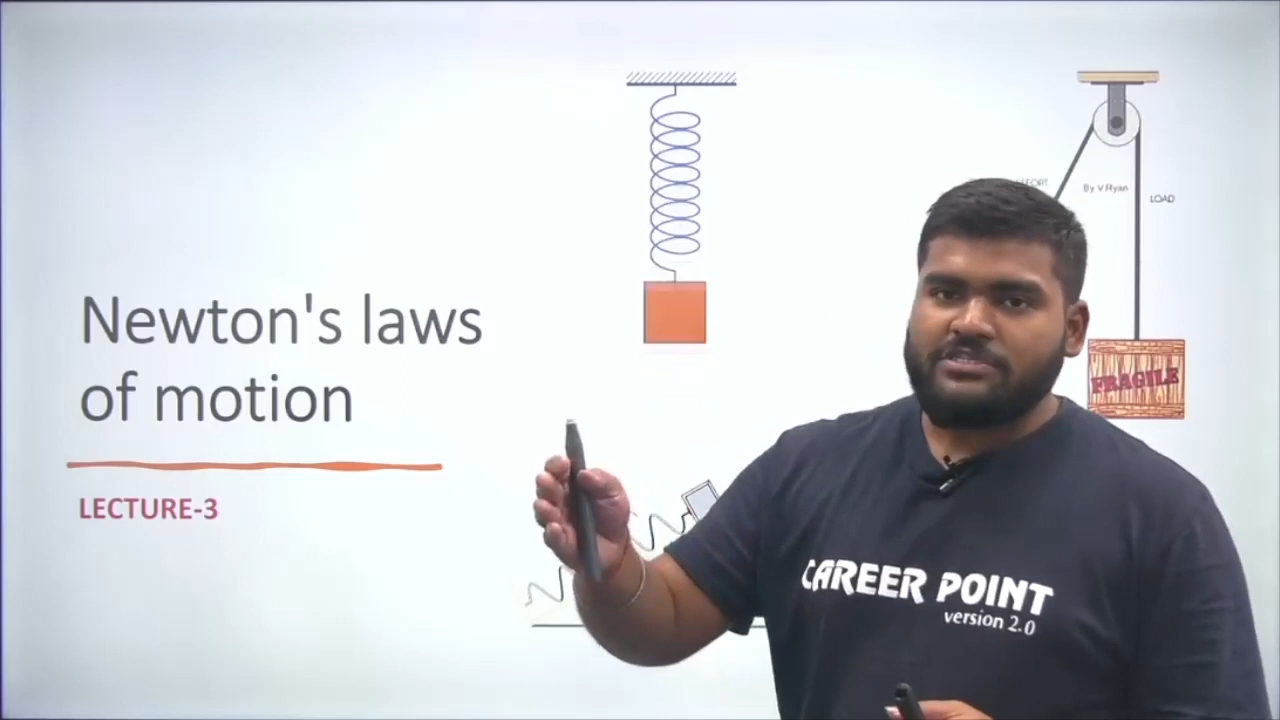 Newton's laws
of motion
LECTURE-3
By V.Ryan
LOAD
FRAGILE
CAREER POINT
version 2.0